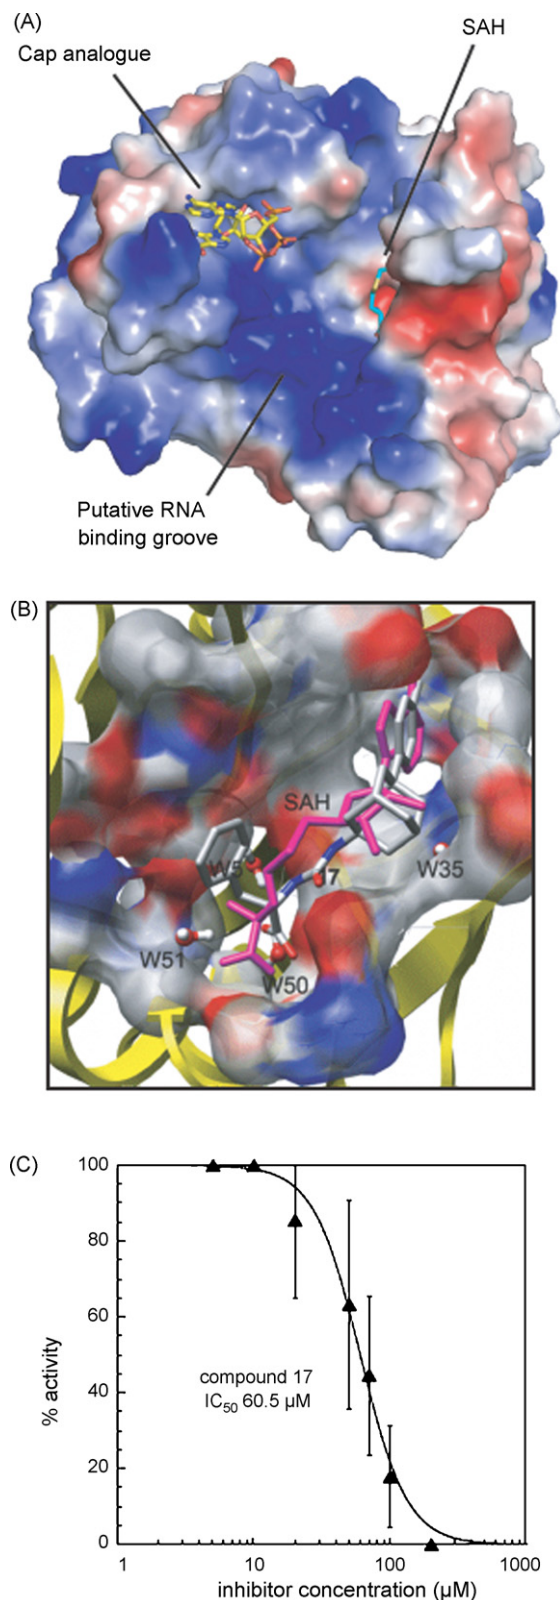 (A)
Cap analogue
SAH
Putative RNA
binding groove
(B)
SAH
17
W35
W51
W50
(C)
100
80
60
40
20
0
% activity
compound 17
IC50 60.5 µM
1 10 100 1000
inhibitor concentration (µM)